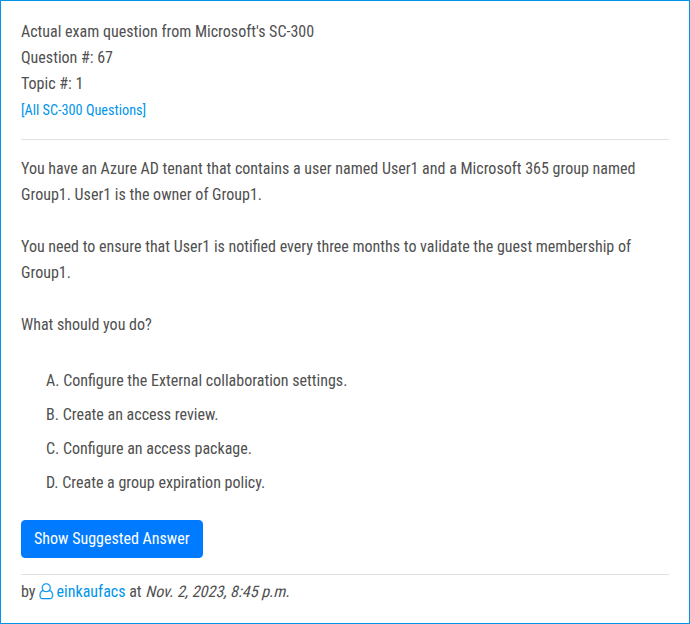 Actual exam question from Microsoft's SC-300
Question #: 67
Topic #: 1
[All SC-300 Questions]
You have an Azure AD tenant that contains a user named User1 and a Microsoft 365 group named
Group1. User1 is the owner of Group1.
You need to ensure that User1 is notified every three months to validate the guest membership of
Group1.
What should you do?
A. Configure the External collaboration settings.
B. Create an access review.
C. Configure an access package.
D. Create a group expiration policy.
Show Suggested Answer
by einkaufacs at Nov. 2, 2023, 8:45 p.m.